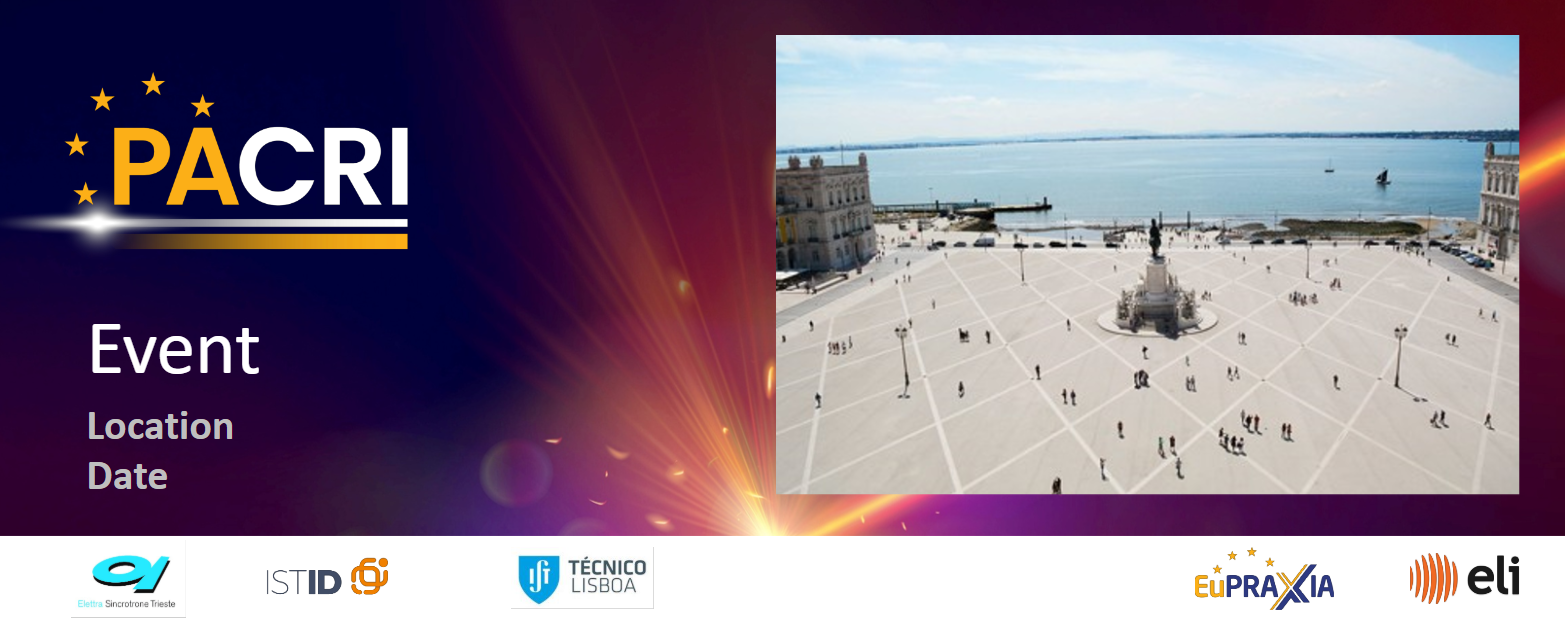 PACRI
Event
Location
Date
Elettra Sincrotrone Trieste
ISTID
TÉCNICO
LISBOA
EuPRAXIA
eli